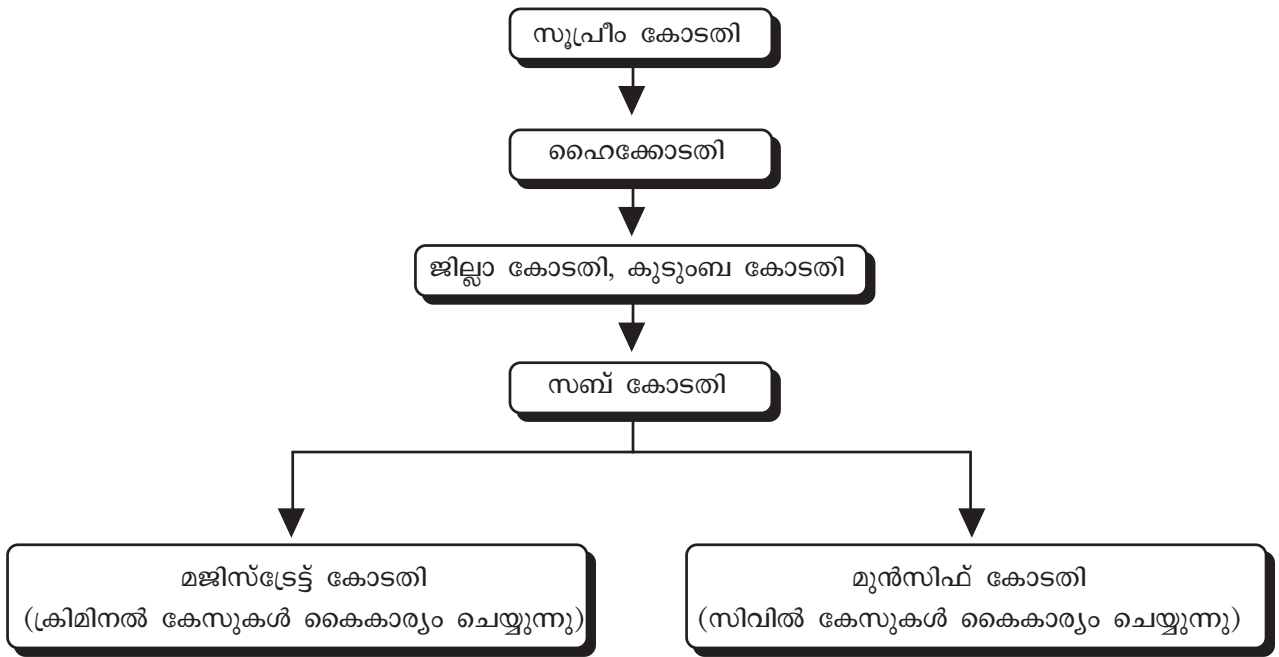 സുപ്രീം കോടതി
ഹൈക്കോടതി
ജില്ലാ കോടതി, കുടുംബ കോടതി
സബ് കോടതി
മജിസ്ട്രേട്ട് കോടതി
(ക്രിമിനൽ കേസുകൾ കൈകാര്യം ചെയ്യുന്നു)
മുൻസിഫ് കോടതി
(സിവിൽ കേസുകൾ കൈകാര്യം ചെയ്യുന്നു)